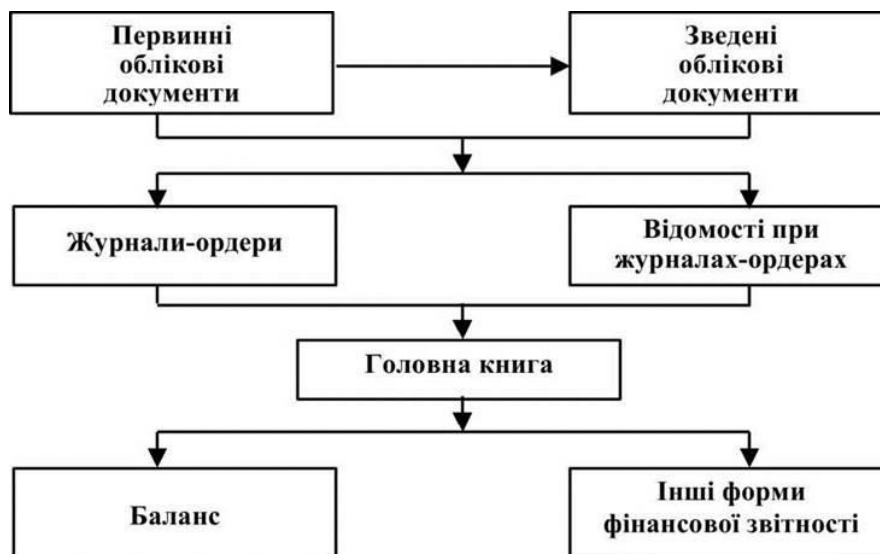 Первинні
облікові
документи
Зведені
облікові
документи
Журнали-ордери
Відомості при
журналах-ордерах
Головна книга
Баланс
Інші форми
фінансової звітності